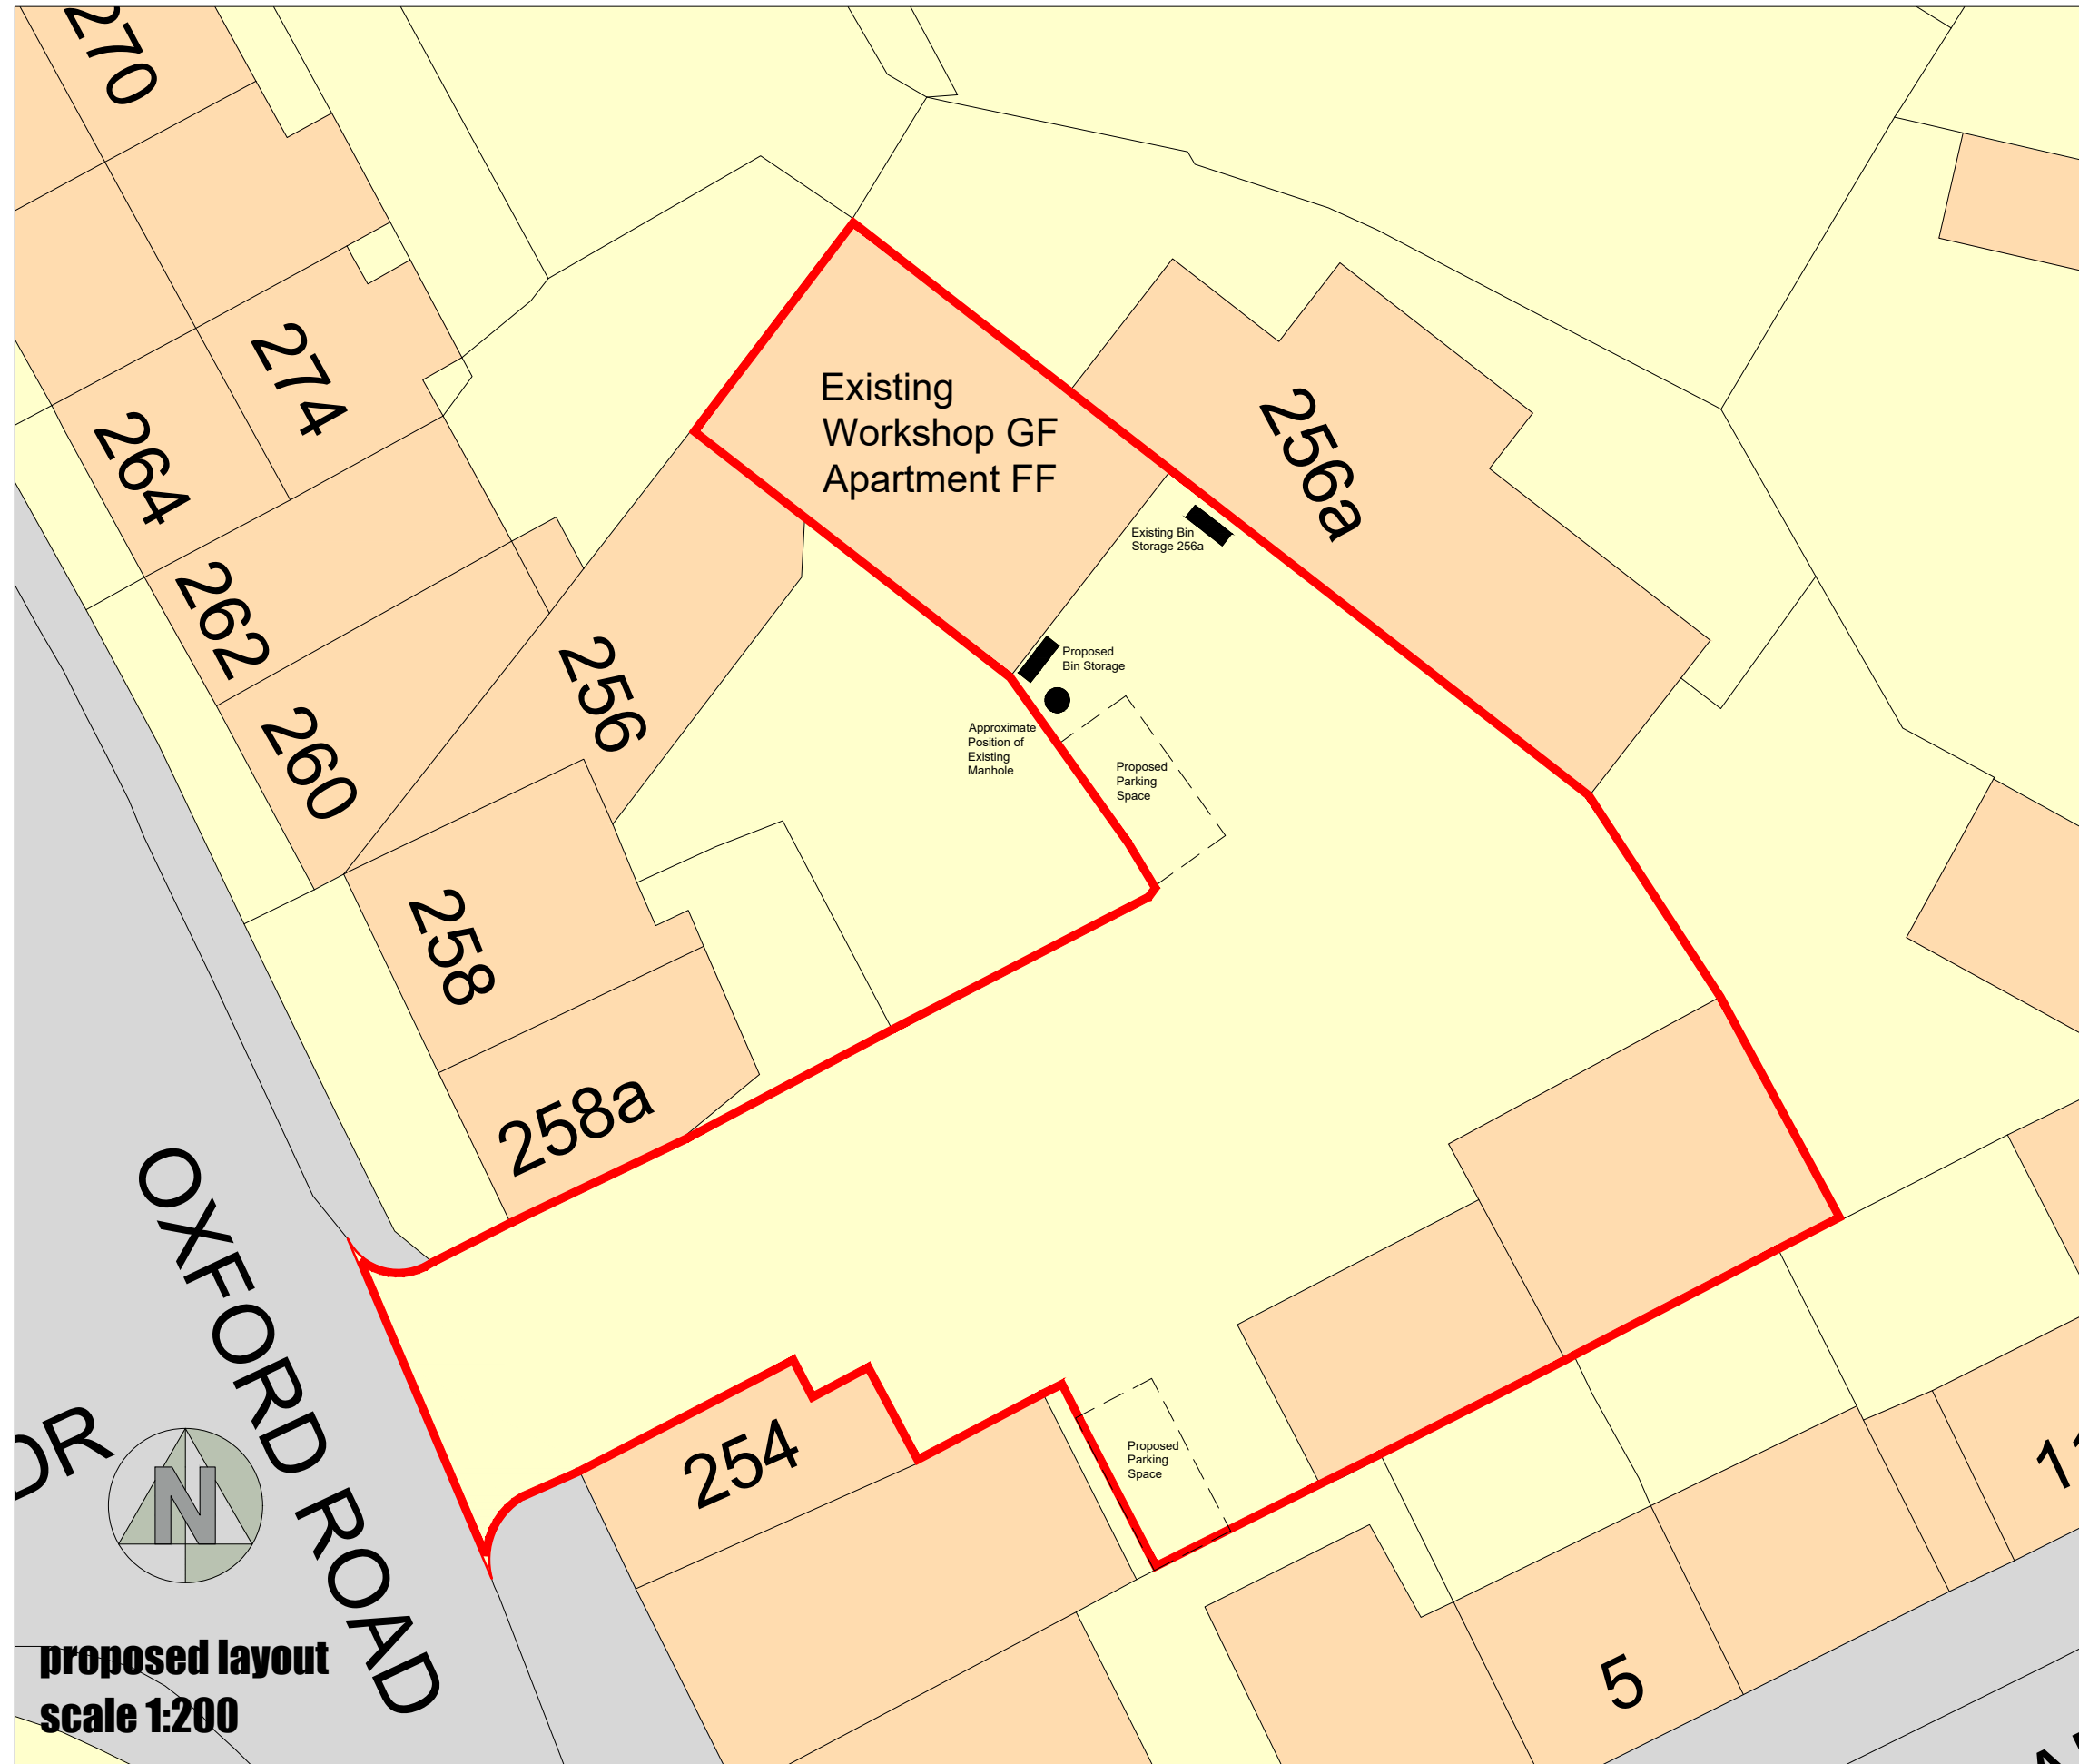 270
274
264
262
260
256
258
258a
256a
Existing
Workshop GF
Apartment FF
Existing Bin
Storage 256a
Proposed
Bin Storage
Approximate
Position of
Existing
Manhole
Proposed
Parking
Space
OXFORD ROAD
DR
N
254
Proposed
Parking
Space
5
proposed layout
scale 1:200